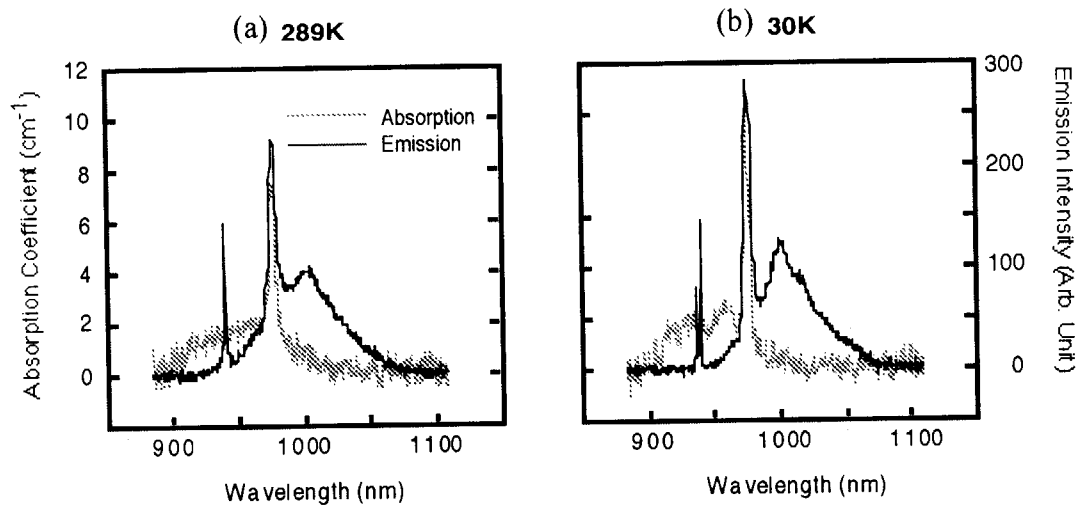 (a) 289K
12
10
8
6
4
2
0
Absorption Coefficient (cm⁻¹)
Absorption
Emission
900
1000
1100
Wavelength (nm)
(b) 30K
300
200
100
0
Emission Intensity (Arb. Unit)
900
1000
1100
Wavelength (nm)